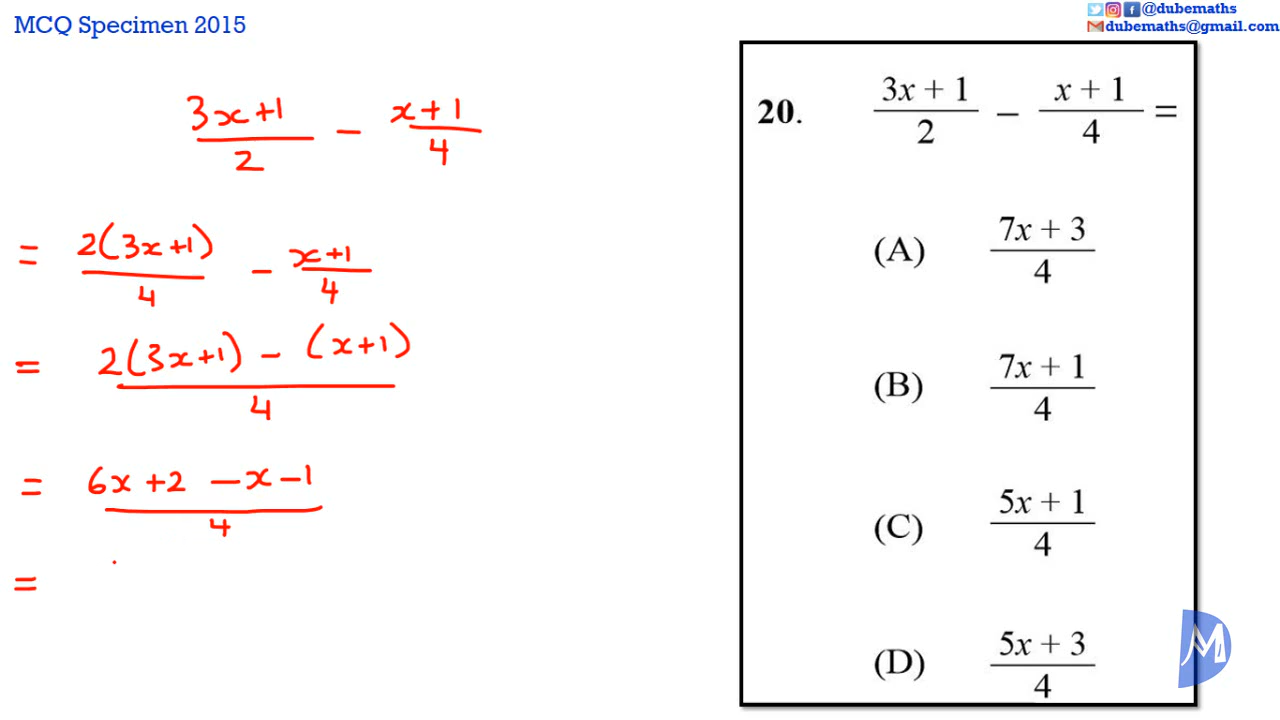 MCQ Specimen 2015
@dubemaths
dubemaths@gmail.com
3x+1/2 − x+1/4
= 2(3x+1)/4 − x+1/4
= 2(3x+1) − (x+1)/4
= 6x+2 −x−1/4
=
20. 3x + 1/2 − x + 1/4 =
(A) 7x + 3/4
(B) 7x + 1/4
(C) 5x + 1/4
(D) 5x + 3/4
M